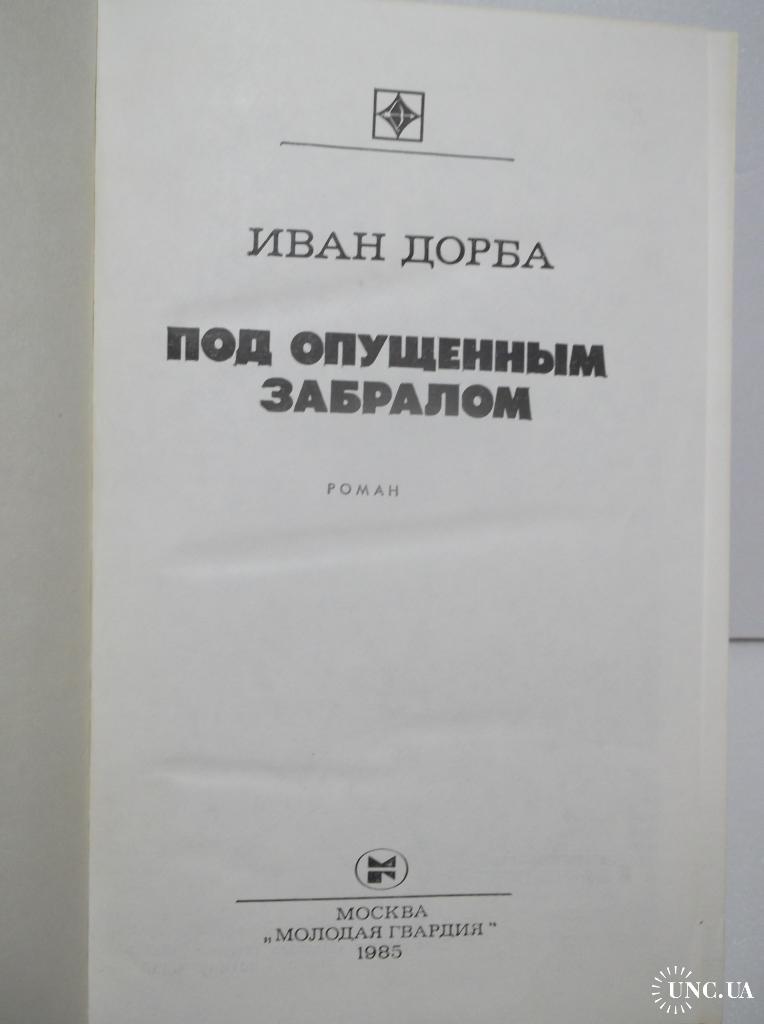 ИВАН ДОРБА
ПОД ОПУЩЕННЫМ
ЗАБРАЛОМ
РОМАН
МОСКВА
„МОЛОДАЯ ГВАРДИЯ"
1985
UNC.UA